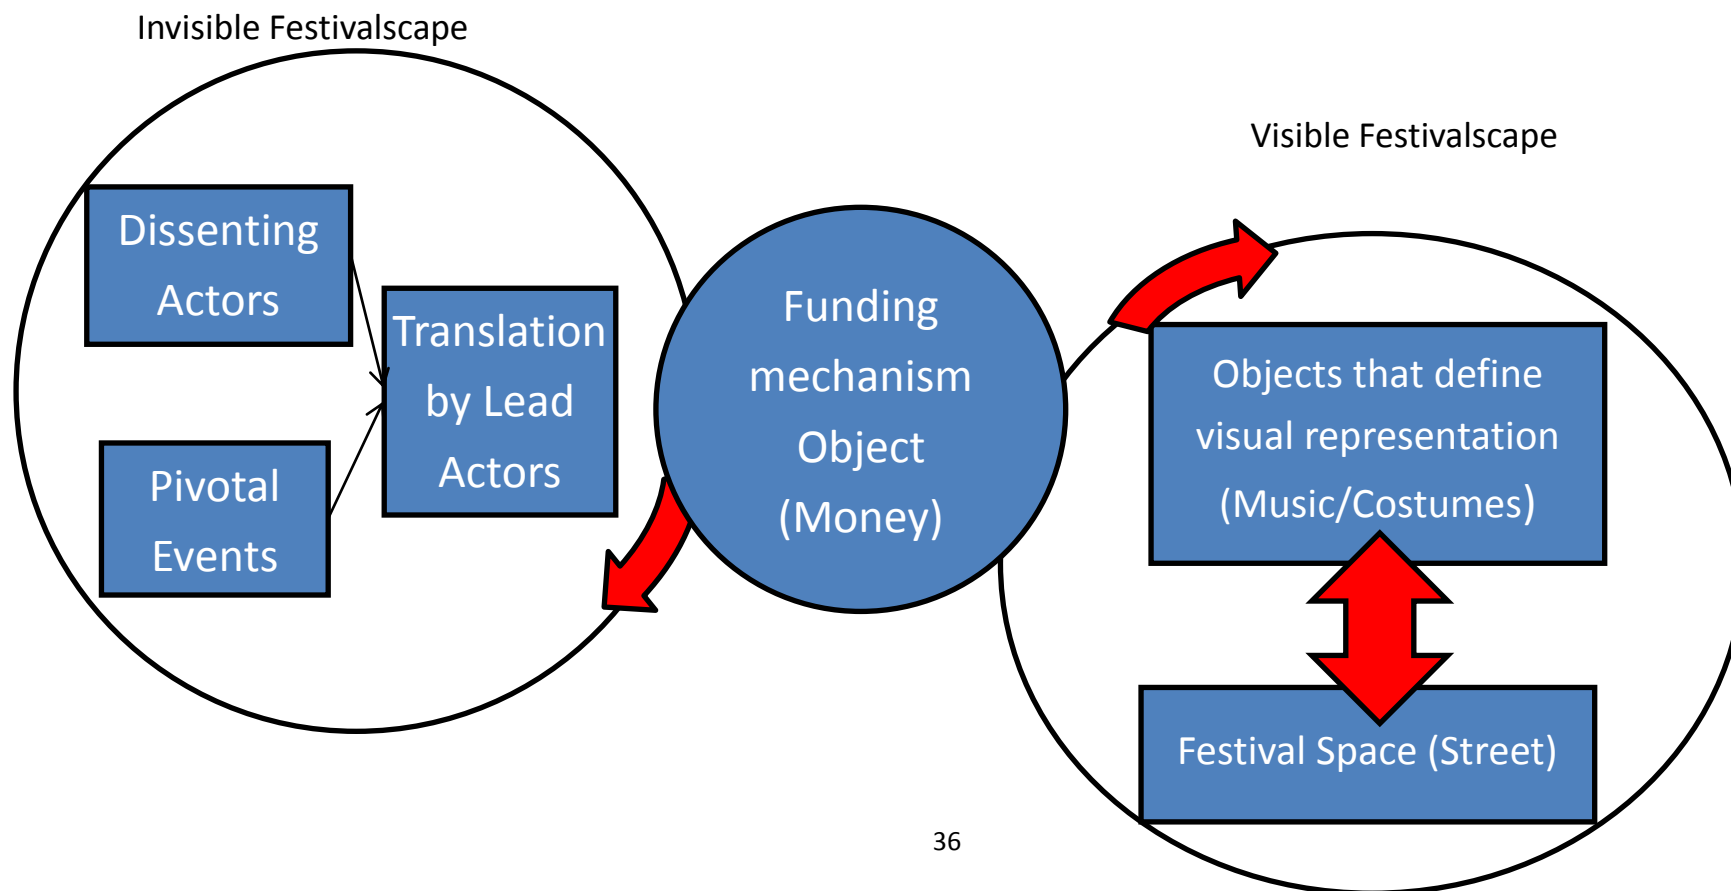 Invisible Festivalscape
Visible Festivalscape
Dissenting
Actors
Translation
by Lead
Actors
Pivotal
Events
Funding
mechanism
Object
(Money)
Objects that define
visual representation
(Music/Costumes)
Festival Space (Street)
36